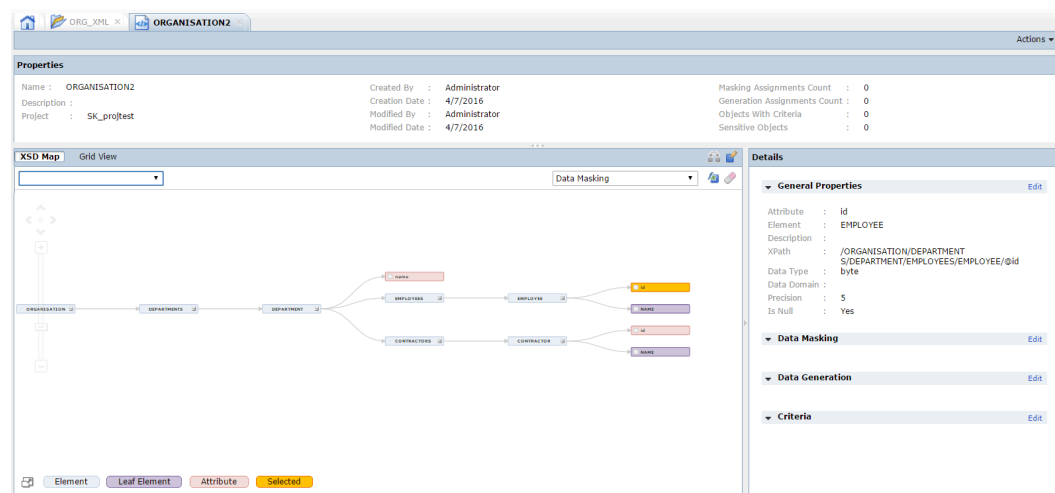 ORG_XML ×
ORGANISATION2 ×
Actions
Properties
Name : ORGANISATION2
Description :
Project : SK_projtest
Created By : Administrator
Creation Date : 4/7/2016
Modified By : Administrator
Modified Date : 4/7/2016
Masking Assignments Count : 0
Generation Assignments Count : 0
Objects With Criteria : 0
Sensitive Objects : 0
XSD Map Grid View
Data Masking
name
EMPLOYEES EMPLOYEE id
ORGANISATION DEPARTMENTS DEPARTMENT NAME
CONTRACTORS CONTRACTOR id
NAME
Element Leaf Element Attribute Selected
Details
General Properties Edit
Attribute : id
Element : EMPLOYEE
Description :
XPath : /ORGANISATION/DEPARTMENT
S/DEPARTMENT/EMPLOYEES/EMPLOYEE/@id
Data Type : byte
Data Domain :
Precision : 5
Is Null : Yes
Data Masking Edit
Data Generation Edit
Criteria Edit